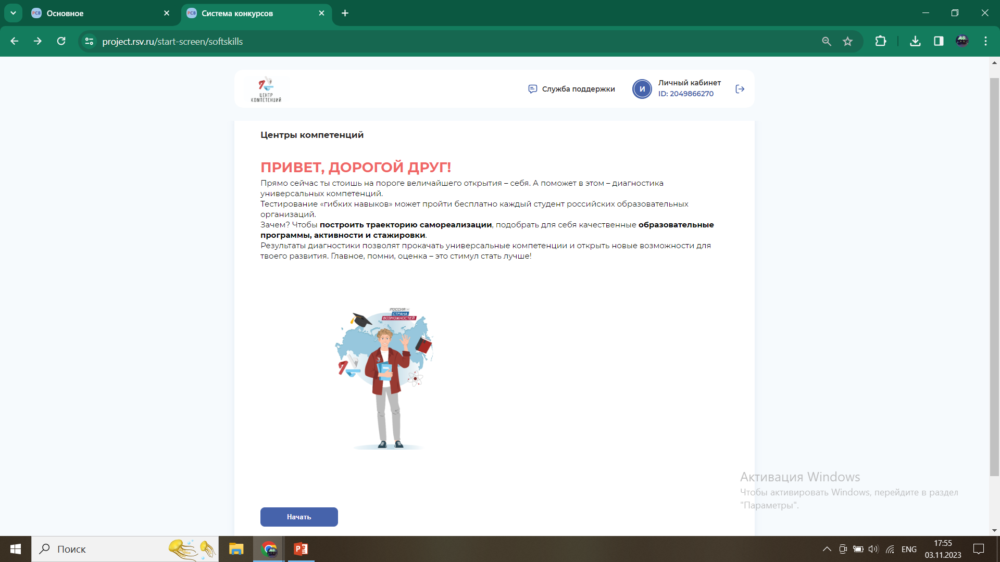 РСВ Основное
РСВ Система конкурсов
project.rsv.ru/start-screen/softskills
ЦЕНТР
КОМПЕТЕНЦИЙ
Служба поддержки
И
Личный кабинет
ID: 2049866270
Центры компетенций
ПРИВЕТ, ДОРОГОЙ ДРУГ!
Прямо сейчас ты стоишь на пороге величайшего открытия – себя. А поможет в этом – диагностика
универсальных компетенций.
Тестирование «гибких навыков» может пройти бесплатно каждый студент российских образовательных
организаций.
Зачем? Чтобы построить траекторию самореализации, подобрать для себя качественные образовательные
программы, активности и стажировки.
Результаты диагностики позволят прокачать универсальные компетенции и открыть новые возможности для
твоего развития. Главное, помни, оценка – это стимул стать лучше!
РОССИЯ –
СТРАНА
ВОЗМОЖНОСТЕЙ
Начать
Активация Windows
Чтобы активировать Windows, перейдите в раздел
"Параметры".
Поиск
ENG
17:55
03.11.2023